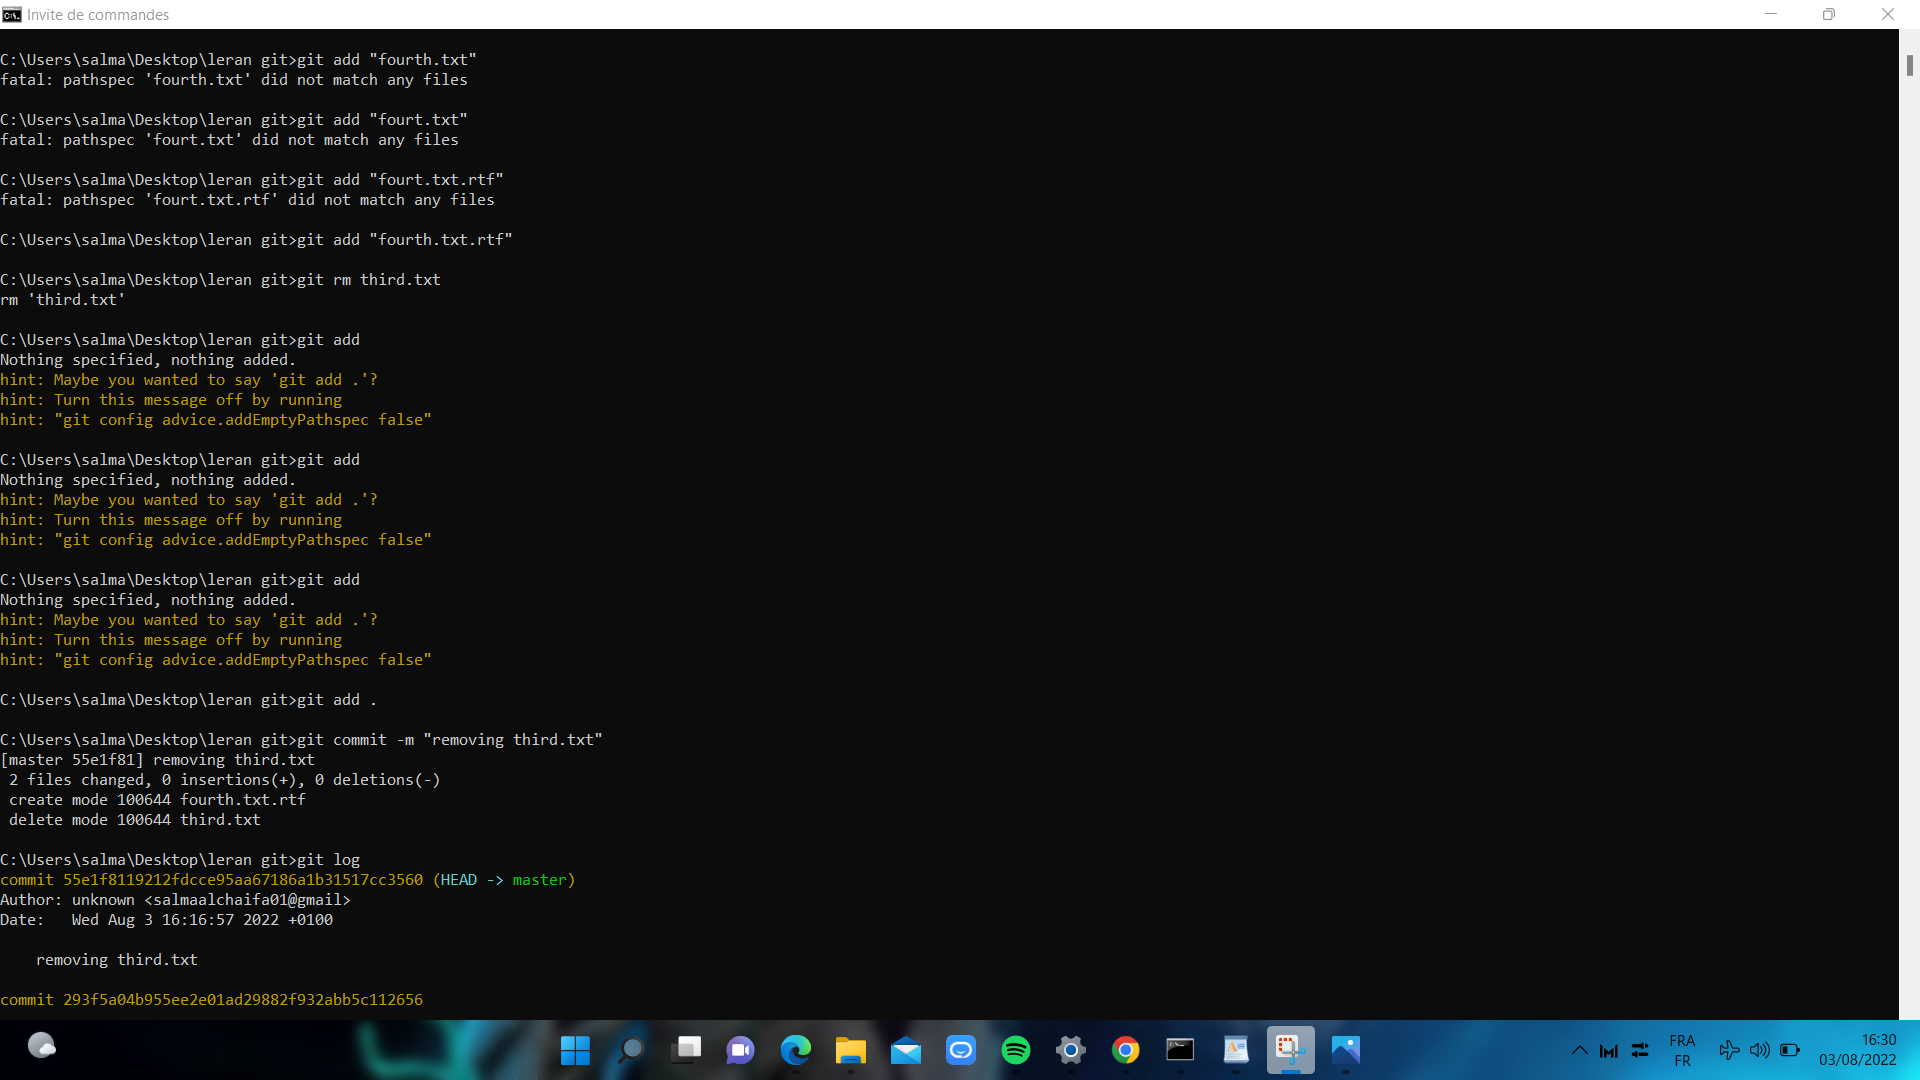 Invite de commandes
C:\Users\salma\Desktop\leran git>git add "fourth.txt"
fatal: pathspec 'fourth.txt' did not match any files
C:\Users\salma\Desktop\leran git>git add "fourt.txt"
fatal: pathspec 'fourt.txt' did not match any files
C:\Users\salma\Desktop\leran git>git add "fourt.txt.rtf"
fatal: pathspec 'fourt.txt.rtf' did not match any files
C:\Users\salma\Desktop\leran git>git add "fourth.txt.rtf"
C:\Users\salma\Desktop\leran git>git rm third.txt
rm 'third.txt'
C:\Users\salma\Desktop\leran git>git add
Nothing specified, nothing added.
hint: Maybe you wanted to say 'git add .'?
hint: Turn this message off by running
hint: "git config advice.addEmptyPathspec false"
C:\Users\salma\Desktop\leran git>git add
Nothing specified, nothing added.
hint: Maybe you wanted to say 'git add .'?
hint: Turn this message off by running
hint: "git config advice.addEmptyPathspec false"
C:\Users\salma\Desktop\leran git>git add
Nothing specified, nothing added.
hint: Maybe you wanted to say 'git add .'?
hint: Turn this message off by running
hint: "git config advice.addEmptyPathspec false"
C:\Users\salma\Desktop\leran git>git add .
C:\Users\salma\Desktop\leran git>git commit -m "removing third.txt"
[master 55e1f81] removing third.txt
 2 files changed, 0 insertions(+), 0 deletions(-)
 create mode 100644 fourth.txt.rtf
 delete mode 100644 third.txt
C:\Users\salma\Desktop\leran git>git log
commit 55e1f8119212fdcce95aa67186a1b31517cc3560 (HEAD -> master)
Author: unknown <salmaalchaifa01@gmail>
Date:   Wed Aug 3 16:16:57 2022 +0100
    removing third.txt
commit 293f5a04b955ee2e01ad29882f932abb5c112656
FRA
FR
16:30
03/08/2022